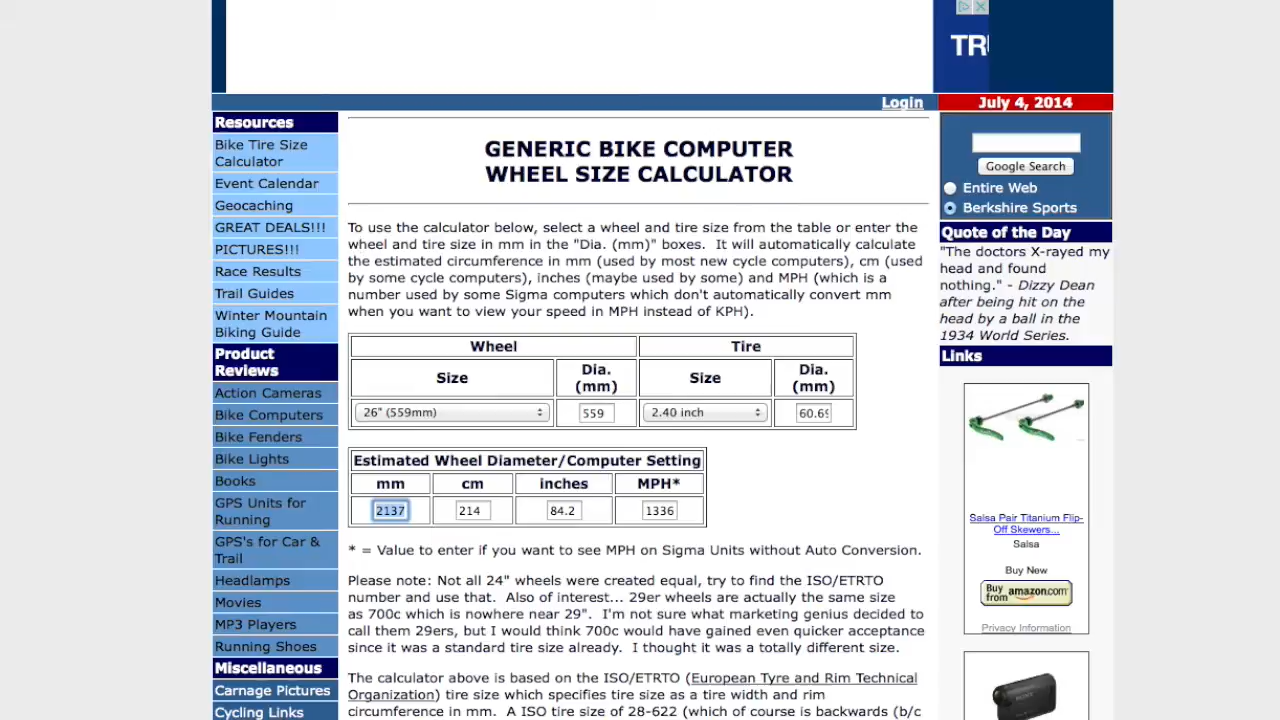 TR
Login
July 4, 2014
Resources
Bike Tire Size
Calculator
Event Calendar
Geocaching
GREAT DEALS!!!
PICTURES!!!
Race Results
Trail Guides
Winter Mountain
Biking Guide
Product
Reviews
Action Cameras
Bike Computers
Bike Fenders
Bike Lights
Books
GPS Units for
Running
GPS's for Car &
Trail
Headlamps
Movies
MP3 Players
Running Shoes
Miscellaneous
Carnage Pictures
Cycling Links
GENERIC BIKE COMPUTER
WHEEL SIZE CALCULATOR
To use the calculator below, select a wheel and tire size from the table or enter the
wheel and tire size in mm in the "Dia. (mm)" boxes. It will automatically calculate
the estimated circumference in mm (used by most new cycle computers), cm (used
by some cycle computers), inches (maybe used by some) and MPH (which is a
number used by some Sigma computers which don't automatically convert mm
when you want to view your speed in MPH instead of KPH).
Wheel Tire
Size Dia. (mm) Size Dia. (mm)
26" (559mm) 559 2.40 inch 60.69
Estimated Wheel Diameter/Computer Setting
mm cm inches MPH*
2137 214 84.2 1336
* = Value to enter if you want to see MPH on Sigma Units without Auto Conversion.
Please note: Not all 24" wheels were created equal, try to find the ISO/ETRTO
number and use that. Also of interest... 29er wheels are actually the same size
as 700c which is nowhere near 29". I'm not sure what marketing genius decided to
call them 29ers, but I would think 700c would have gained even quicker acceptance
since it was a standard tire size already. I thought it was a totally different size.
The calculator above is based on the ISO/ETRTO (European Tyre and Rim Technical
Organization) tire size which specifies tire size as a tire width and rim
circumference in mm. A ISO tire size of 28-622 (which of course is backwards (b/c
Google Search
Entire Web
Berkshire Sports
Quote of the Day
"The doctors X-rayed my
head and found
nothing." - Dizzy Dean
after being hit on the
head by a ball in the
1934 World Series.
Links
Salsa Pair Titanium Flip-
Off Skewers...
Salsa
Buy New
Buy from amazon.com
Privacy Information